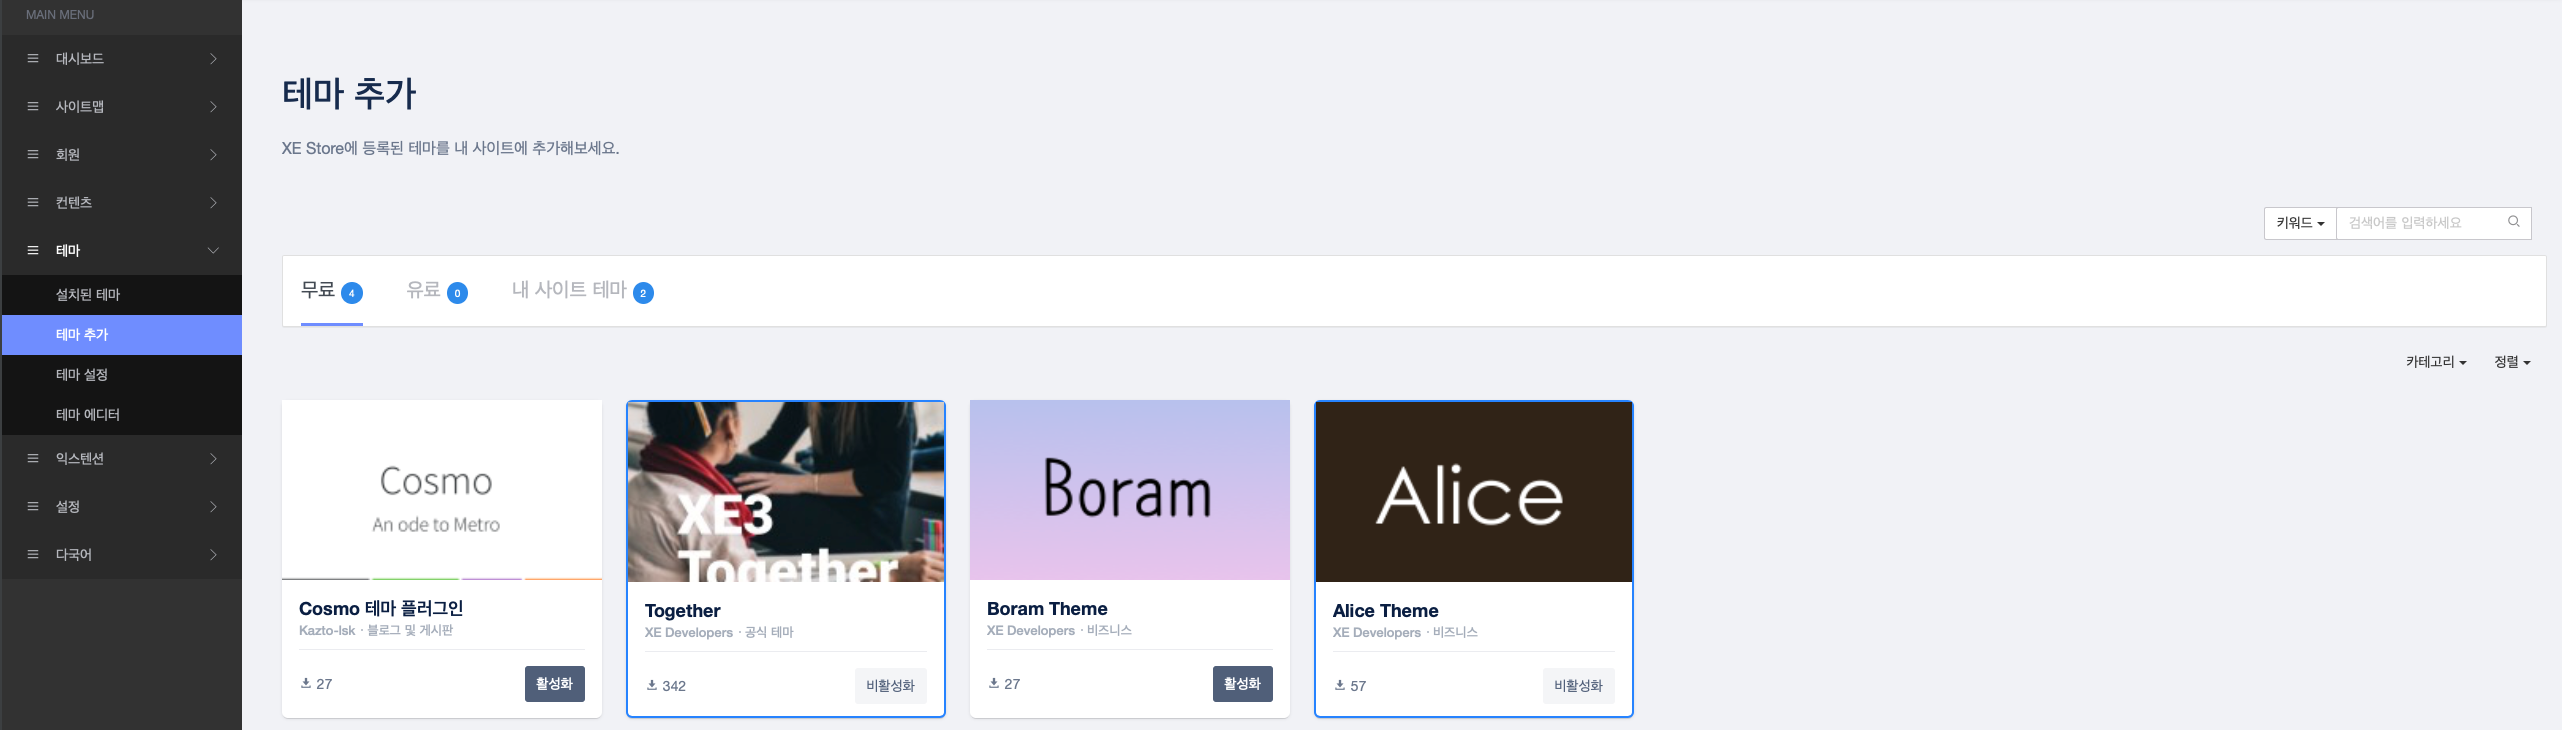 MAIN MENU
대시보드
사이트맵
회원
컨텐츠
테마
설치된 테마
테마 추가
테마 설정
테마 에디터
익스텐션
설정
다국어
테마 추가
XE Store에 등록된 테마를 내 사이트에 추가해보세요.
키워드 검색어를 입력하세요
무료 4 유료 0 내 사이트 테마 2
카테고리 정렬
Cosmo
An ode to Metro
Cosmo 테마 플러그인
Kazto-lsk · 블로그 및 게시판
27 활성화
XE3
Together
Together
XE Developers · 공식 테마
342 비활성화
Boram
Boram Theme
XE Developers · 비즈니스
27 활성화
Alice
Alice Theme
XE Developers · 비즈니스
57 비활성화